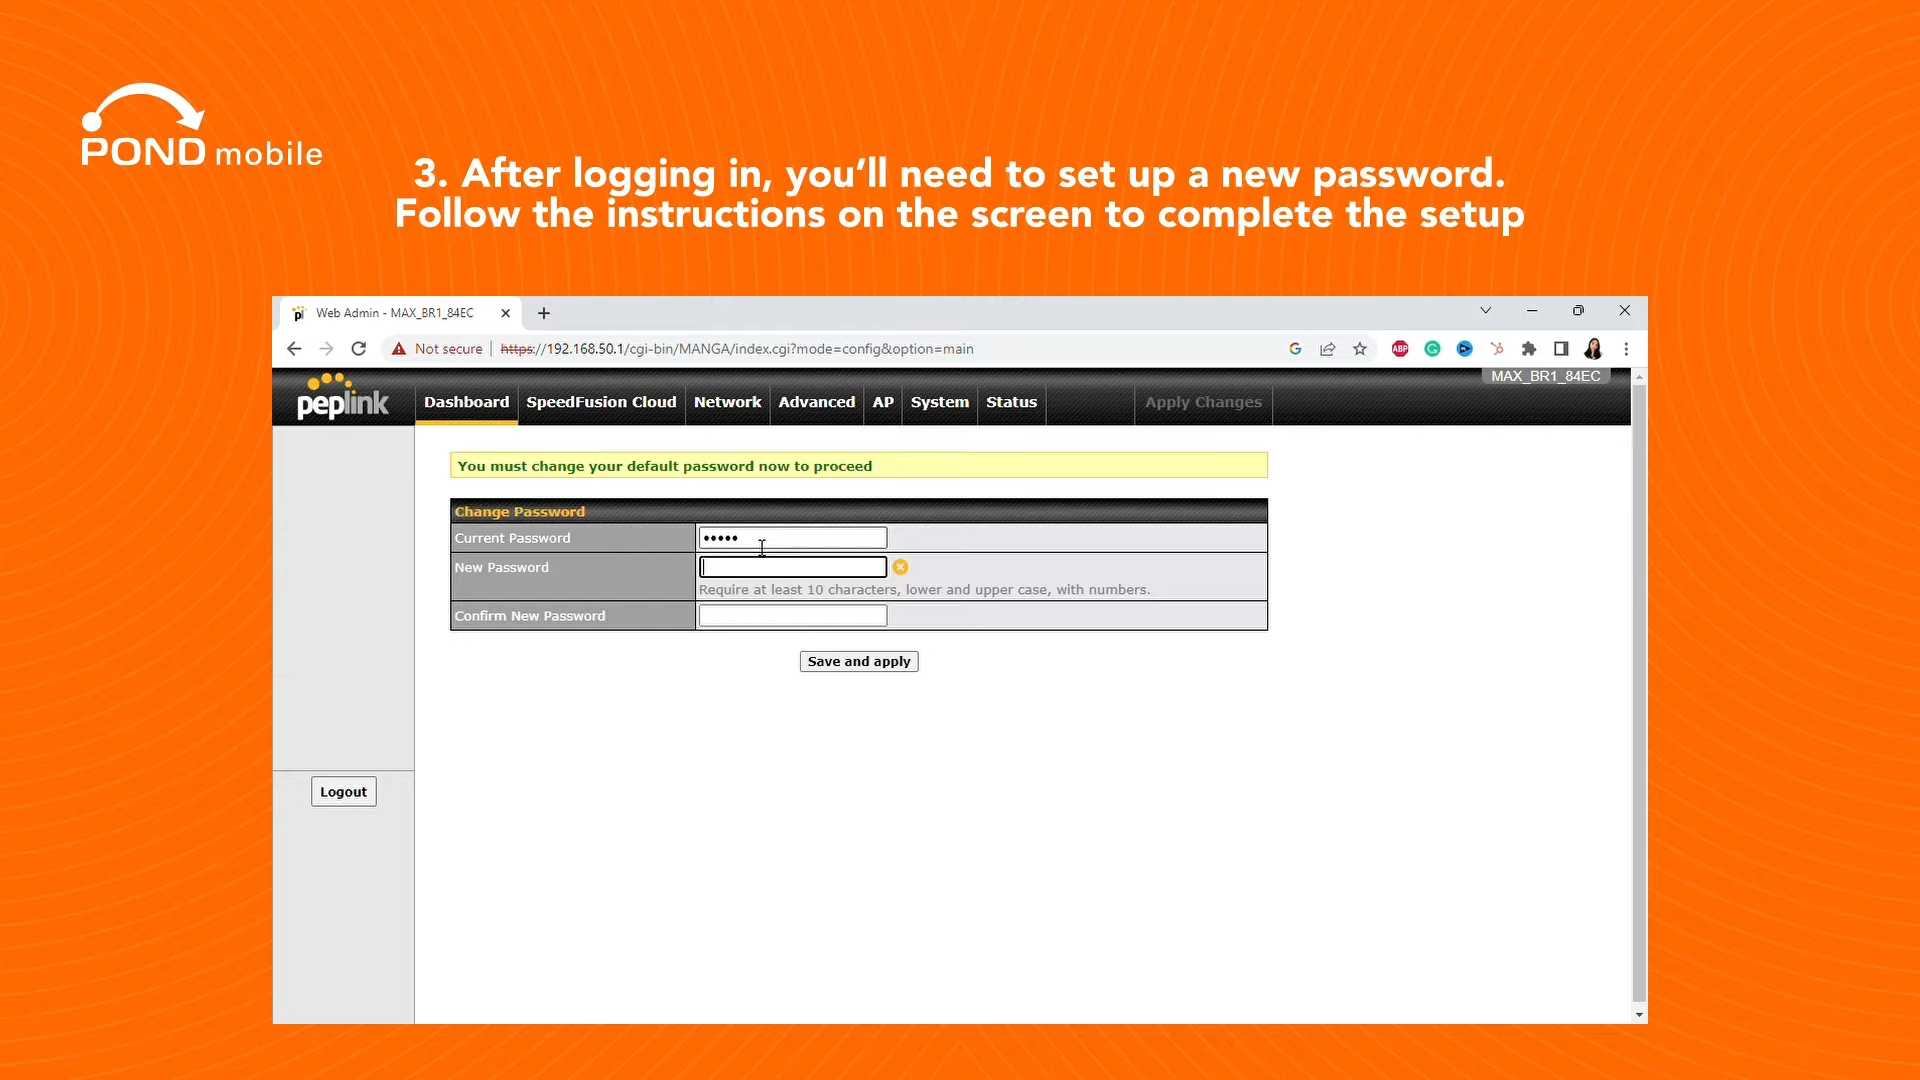 POND mobile
3. After logging in, you’ll need to set up a new password.
Follow the instructions on the screen to complete the setup
pi Web Admin - MAX_BR1_84EC
Not secure | https://192.168.50.1/cgi-bin/MANGA/index.cgi?mode=config&option=main
ABP
MAX_BR1_84EC
peplink Dashboard SpeedFusion Cloud Network Advanced AP System Status Apply Changes
You must change your default password now to proceed
Change Password
Current Password •••••
New Password
Require at least 10 characters, lower and upper case, with numbers.
Confirm New Password
Save and apply
Logout